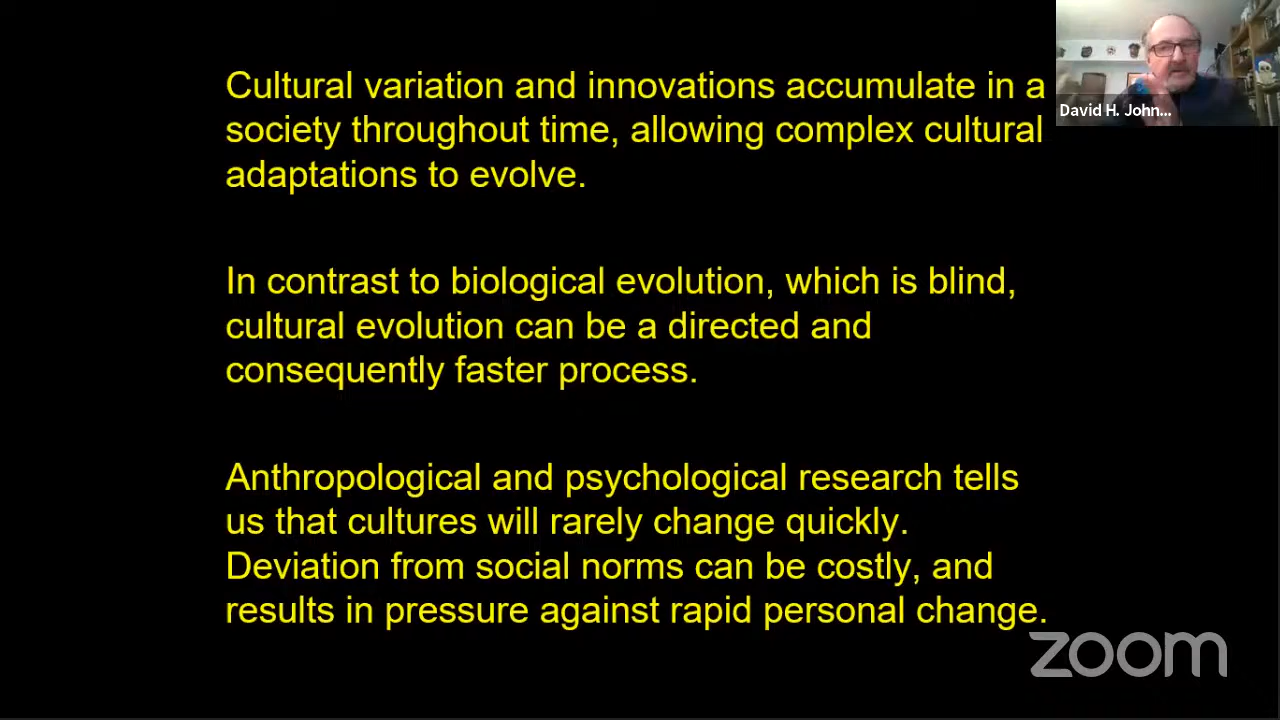 Cultural variation and innovations accumulate in a
society throughout time, allowing complex cultural
adaptations to evolve.
In contrast to biological evolution, which is blind,
cultural evolution can be a directed and
consequently faster process.
Anthropological and psychological research tells
us that cultures will rarely change quickly.
Deviation from social norms can be costly, and
results in pressure against rapid personal change.
David H. John...
zoom